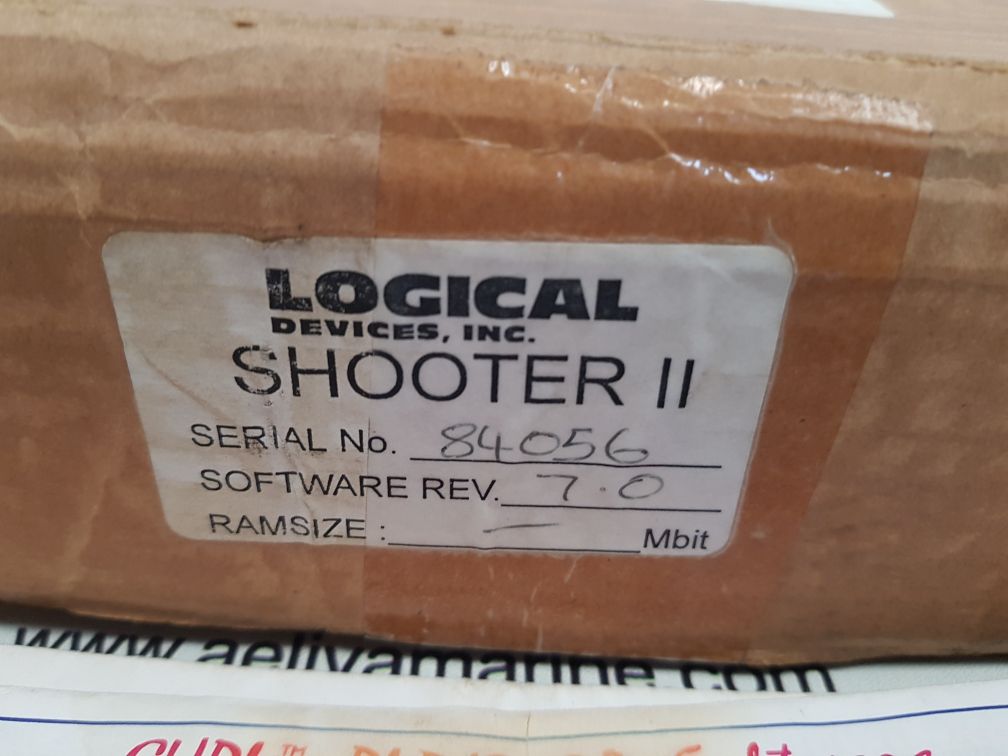 LOGICAL
DEVICES, INC.
SHOOTER II
SERIAL No. 84056
SOFTWARE REV. 7.0
RAMSIZE : — Mbit
www.aeliyamarine.com